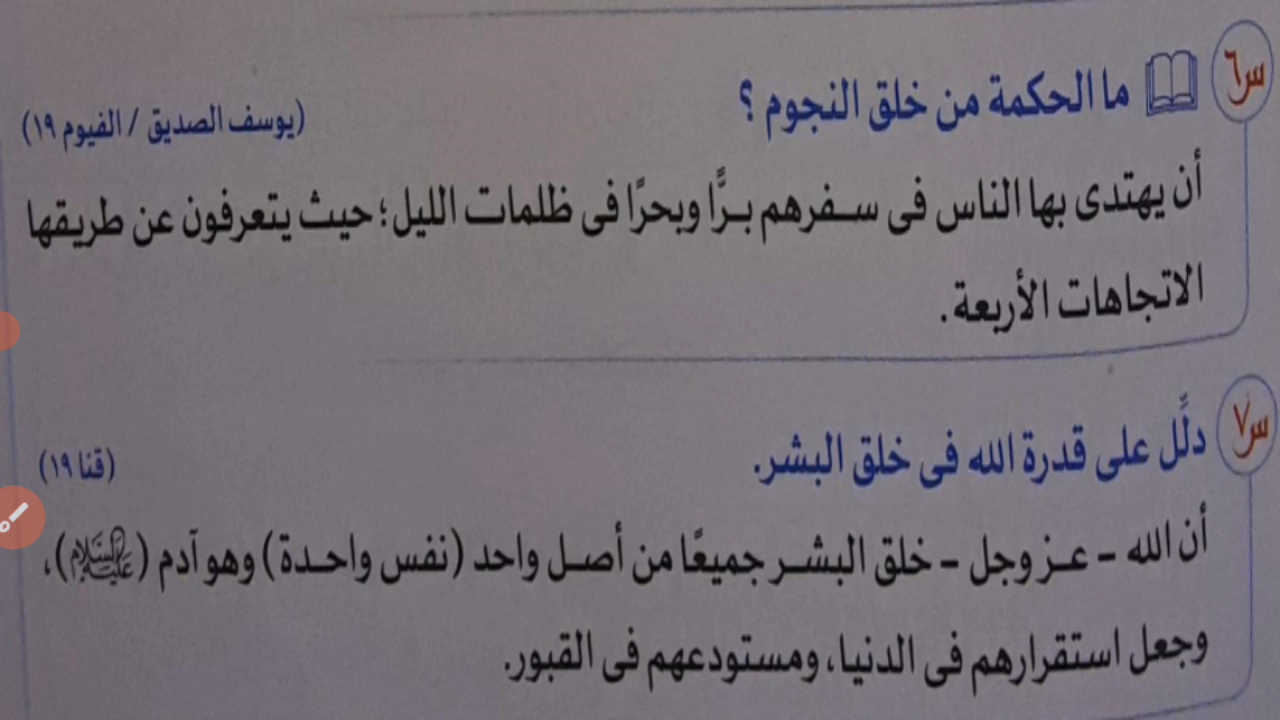 س٦ ما الحكمة من خلق النجوم ؟ (يوسف الصديق / الفيوم ١٩)
أن يهتدى بها الناس فى سفرهم برًّا وبحرًا فى ظلمات الليل؛ حيث يتعرفون عن طريقها
الاتجاهات الأربعة.
س٧ دلِّل على قدرة الله فى خلق البشر. (قنا ١٩)
أن الله – عز وجل – خلق البشر جميعًا من أصل واحد (نفس واحدة) وهو آدم (عليه السلام)،
وجعل استقرارهم فى الدنيا، ومستودعهم فى القبور.